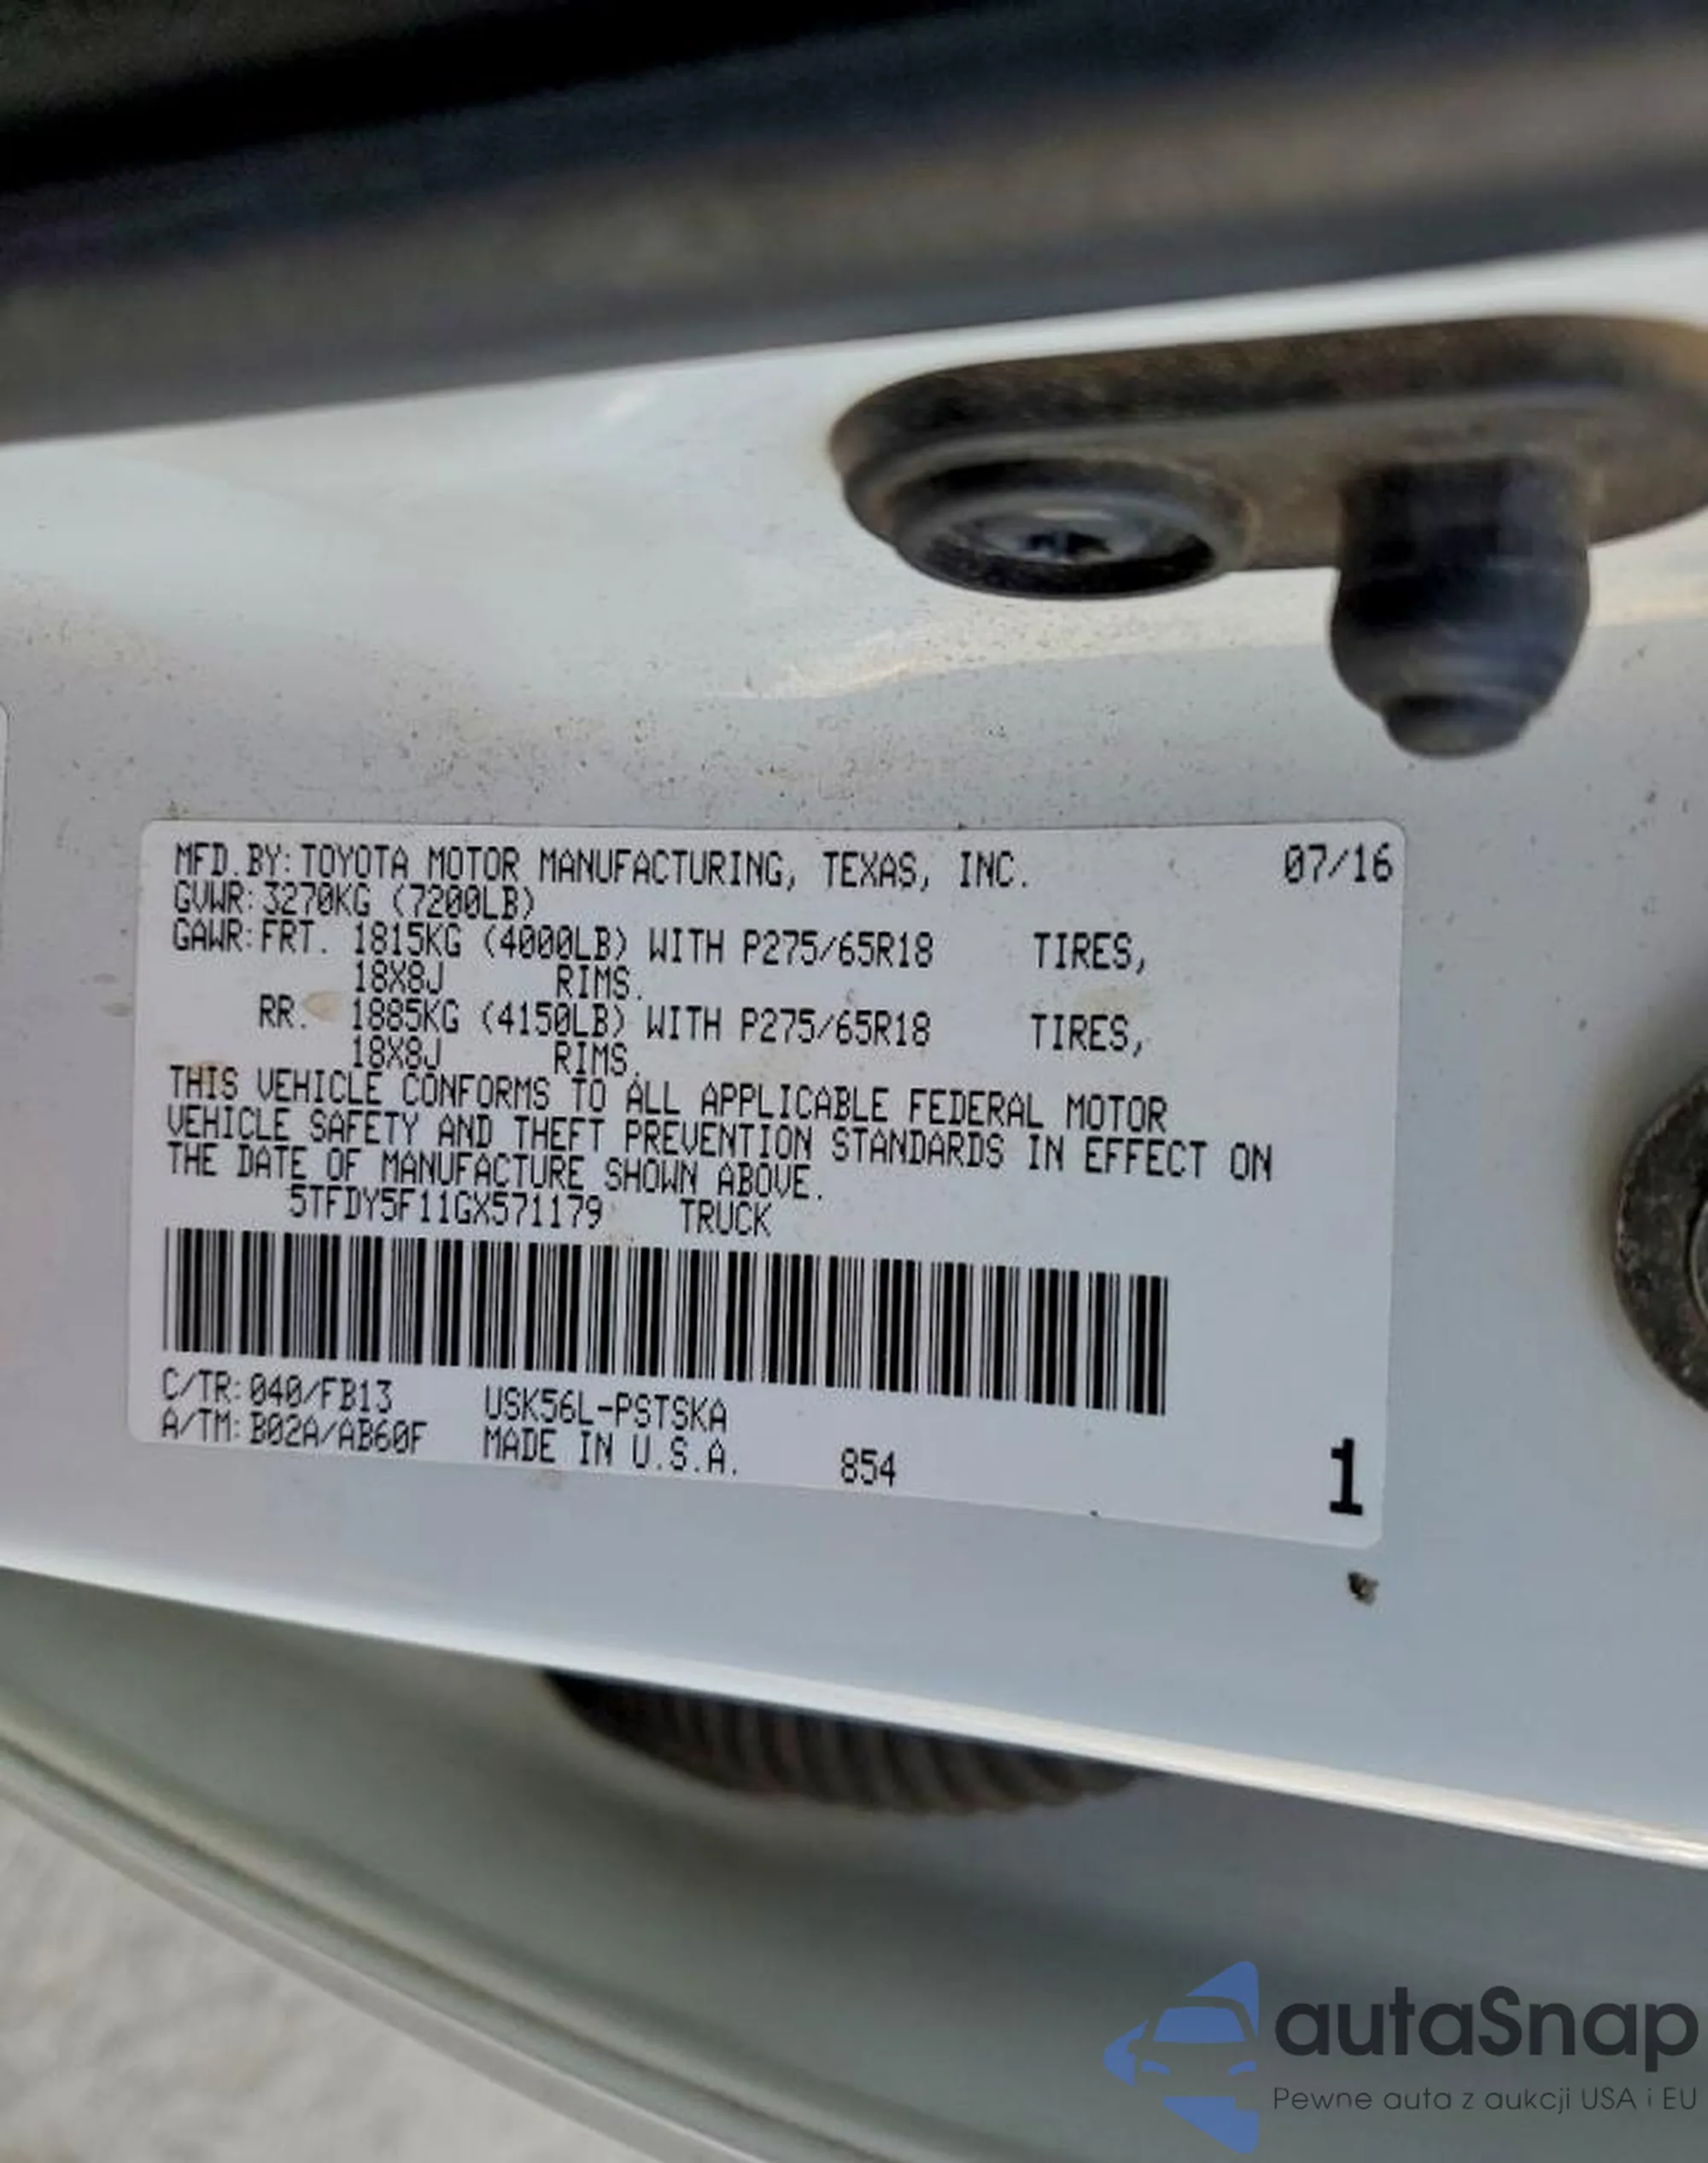 MFD.BY:TOYOTA MOTOR MANUFACTURING, TEXAS, INC. 07/16
GVWR:3270KG (7200LB)
GAWR:FRT. 1815KG (4000LB) WITH P275/65R18 TIRES,
18X8J RIMS.
RR. 1885KG (4150LB) WITH P275/65R18 TIRES,
18X8J RIMS.
THIS VEHICLE CONFORMS TO ALL APPLICABLE FEDERAL MOTOR
VEHICLE SAFETY AND THEFT PREVENTION STANDARDS IN EFFECT ON
THE DATE OF MANUFACTURE SHOWN ABOVE.
5TFDY5F11GX571179 TRUCK
C/TR:040/FB13 USK56L-PSTSKA
A/TM:B02A/AB60F MADE IN U.S.A. 854 1
autaSnap
Pewne auta z aukcji USA i EU